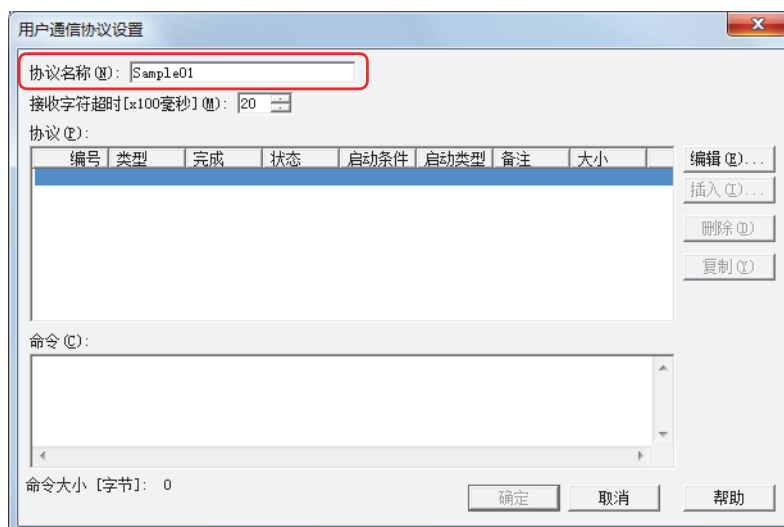 用户通信协议设置
协议名称(N): Sample01
接收字符超时[x100毫秒](M): 20
协议(P):
编号 类型 完成 状态 启动条件 启动类型 备注 大小
编辑(E)...
插入(I)...
删除(D)
复制(Y)
命令(C):
命令大小 [字节]: 0
确定 取消 帮助